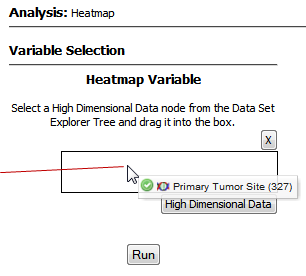 Analysis: Heatmap
Variable Selection
Heatmap Variable
Select a High Dimensional Data node from the Data Set
Explorer Tree and drag it into the box.
X
Primary Tumor Site (327)
High Dimensional Data
Run